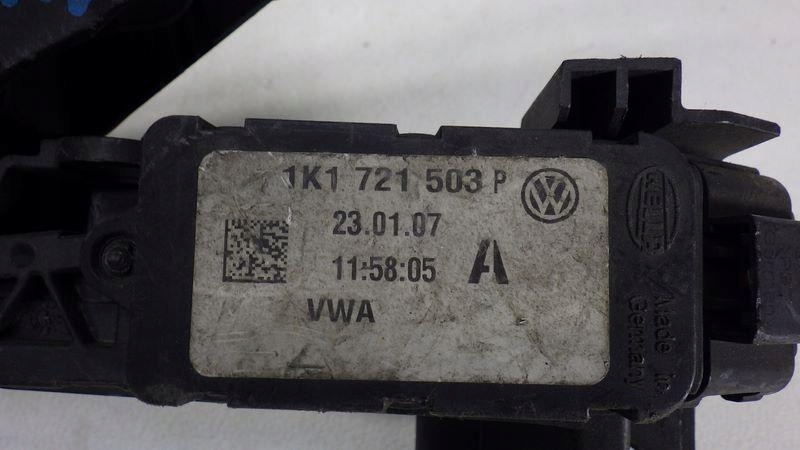 1K1 721 503 P
23.01.07
11:58:05 A
VWA
HELLA
Made in
Germany